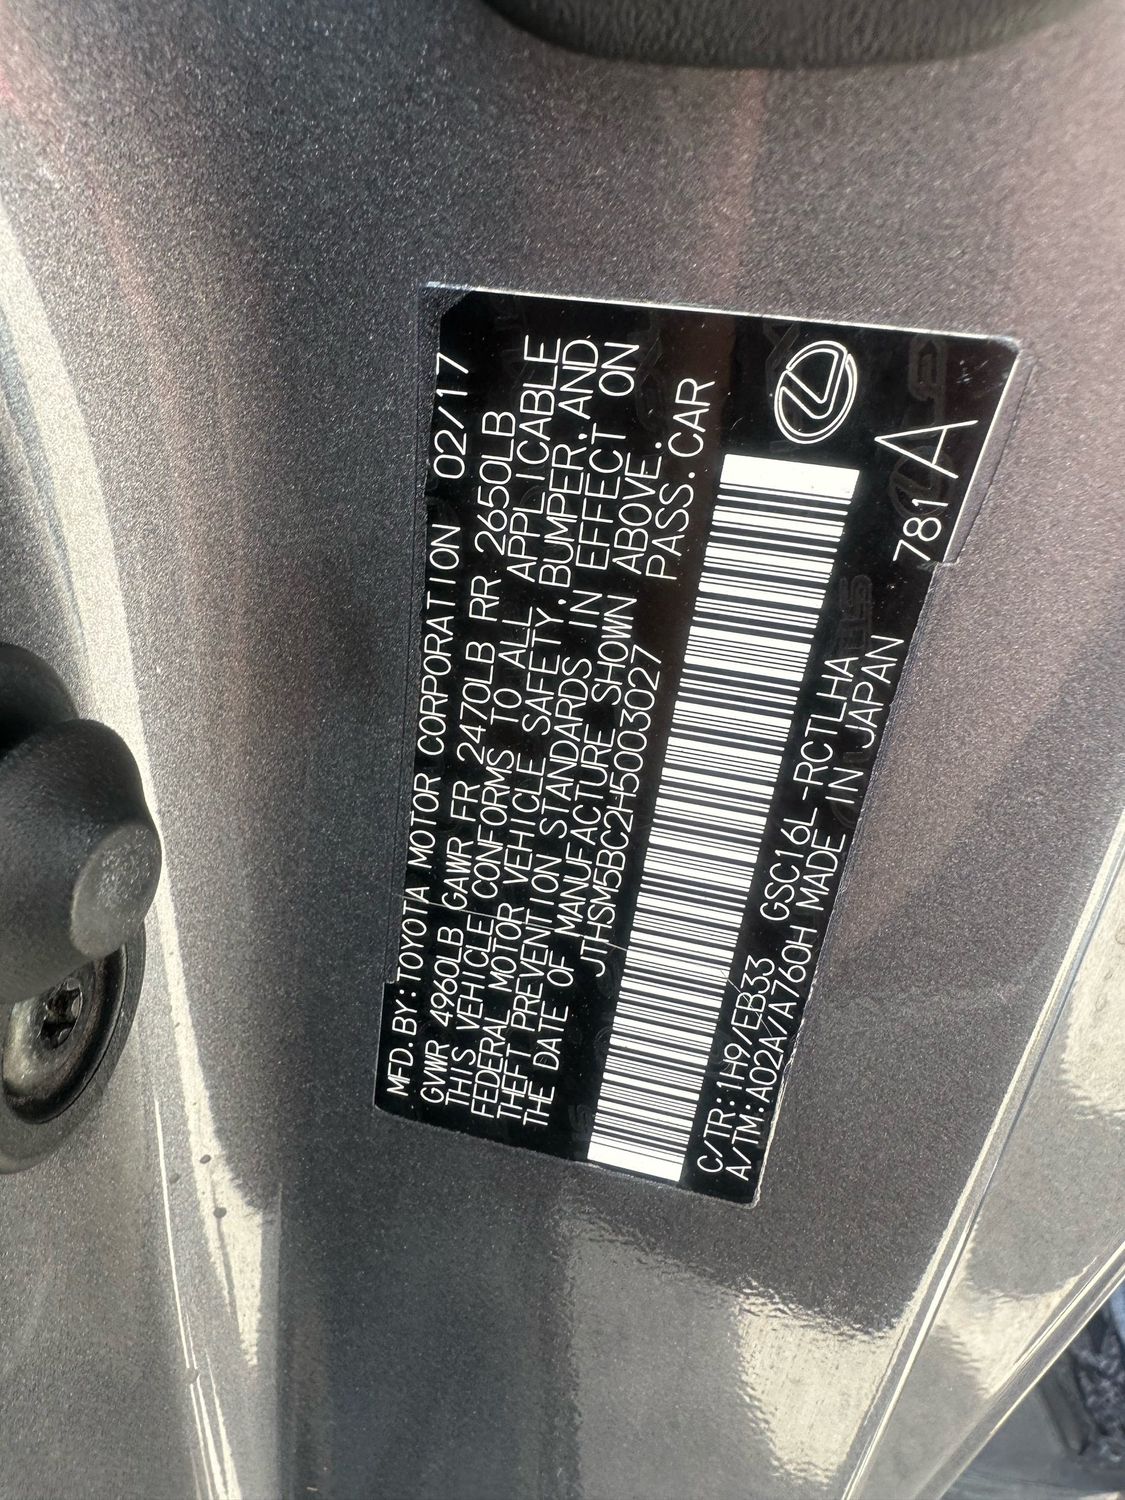 MFD.BY:TOYOTA MOTOR CORPORATION 02/17
GVWR 4960LB GAWR FR 2470LB RR 2650LB
THIS VEHICLE CONFORMS TO ALL APPLICABLE
FEDERAL MOTOR VEHICLE SAFETY,BUMPER,AND
THEFT PREVENTION STANDARDS IN EFFECT ON
THE DATE OF MANUFACTURE SHOWN ABOVE.
JTHSM5BC2H5003027 PASS.CAR
C/TR:1H9/EB33 GSC16L-RCTLHA
A/TM:A02A/A760H MADE IN JAPAN
781A